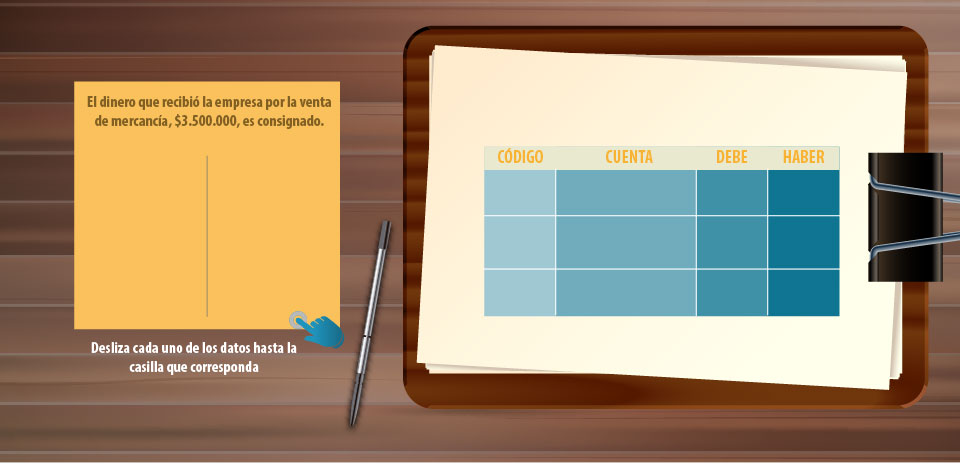 El dinero que recibió la empresa por la venta
de mercancía, $3.500.000, es consignado.
Desliza cada uno de los datos hasta la
casilla que corresponda
CÓDIGO CUENTA DEBE HABER